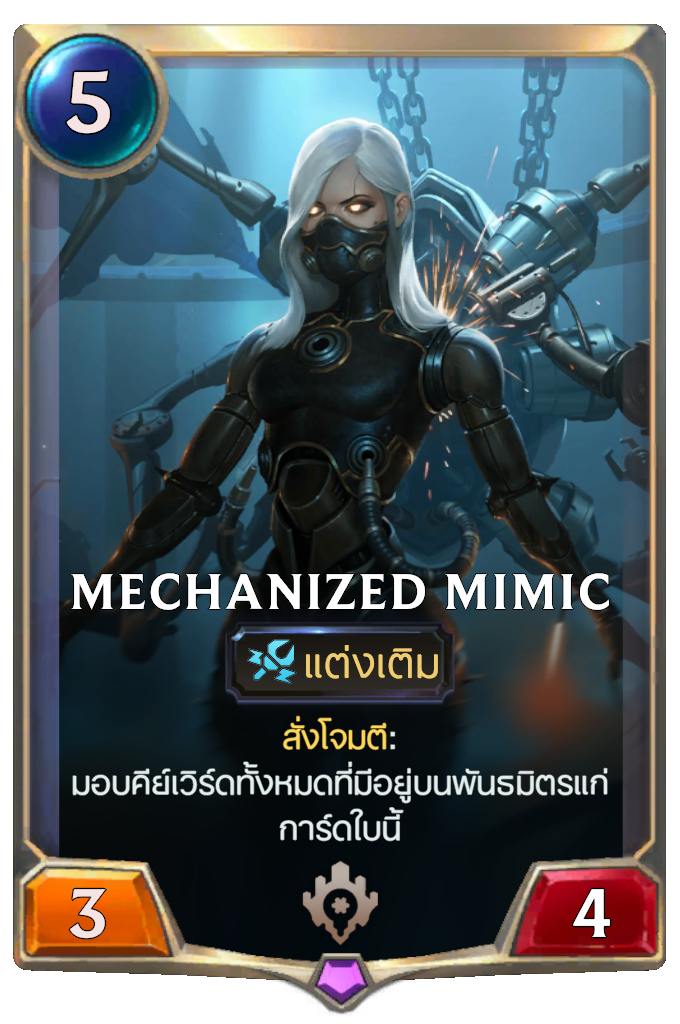 5
MECHANIZED MIMIC
แต่งเติม
สั่งโจมตี:
มอบคีย์เวิร์ดทั้งหมดที่มีอยู่บนพันธมิตรแก่
การ์ดใบนี้
3
4